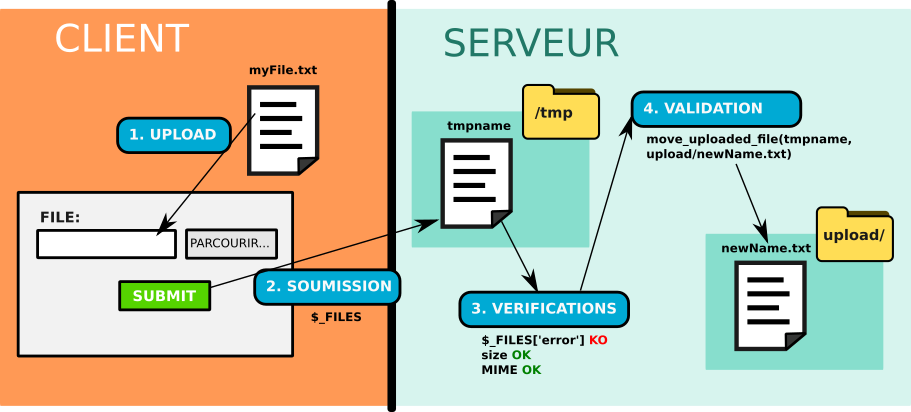 CLIENT
myFile.txt
1. UPLOAD
FILE:
PARCOURIR...
SUBMIT
2. SOUMISSION
$_FILES
SERVEUR
/tmp
tmpname
3. VERIFICATIONS
$_FILES['error'] KO
size OK
MIME OK
4. VALIDATION
move_uploaded_file(tmpname,
upload/newName.txt)
upload/
newName.txt